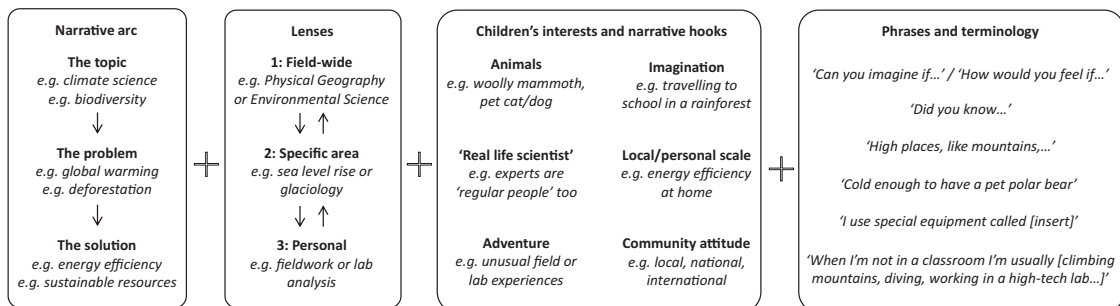 Narrative arc
The topic
e.g. climate science
e.g. biodiversity
The problem
e.g. global warming
e.g. deforestation
The solution
e.g. energy efficiency
e.g. sustainable resources
+
Lenses
1: Field-wide
e.g. Physical Geography
or Environmental Science
2: Specific area
e.g. sea level rise or
glaciology
3: Personal
e.g. fieldwork or lab
analysis
+
Children’s interests and narrative hooks
Animals
e.g. woolly mammoth,
pet cat/dog
Imagination
e.g. travelling to
school in a rainforest
‘Real life scientist’
e.g. experts are
‘regular people’ too
Local/personal scale
e.g. energy efficiency
at home
Adventure
e.g. unusual field or
lab experiences
Community attitude
e.g. local, national,
international
+
Phrases and terminology
‘Can you imagine if…’ / ‘How would you feel if…’
‘Did you know…’
‘High places, like mountains,…’
‘Cold enough to have a pet polar bear’
‘I use special equipment called [insert]’
‘When I’m not in a classroom I’m usually [climbing
mountains, diving, working in a high-tech lab…]’